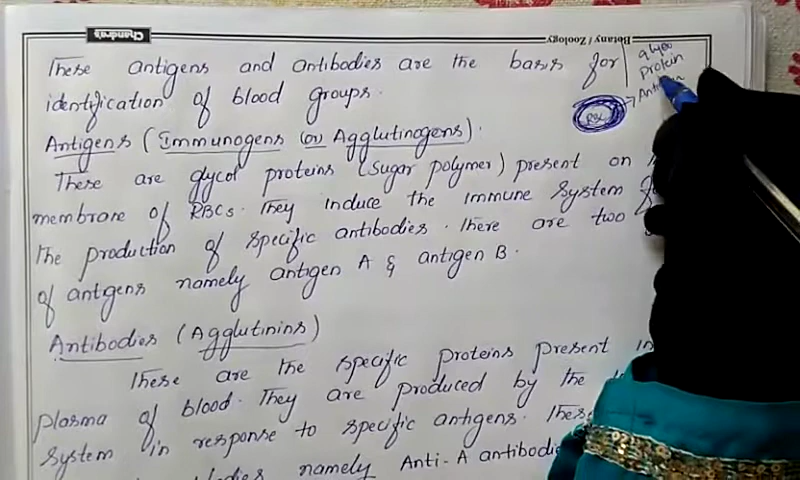 Chandra's
Botany / Zoology
These antigens and antibodies are the basis for
identification of blood groups.
glyco
Protein
RBC
Antigens (Immunogens (or) Agglutinogens).
These are glycol proteins (Sugar polymer) present on
membrane of RBCs. They induce the immune System
the production of specific antibodies. There are two
of antigens namely antigen A & antigen B.
Antibodies (Agglutinins)
These are the specific proteins present in
plasma of blood. They are produced by the
System in response to specific antigens.
namely Anti-A